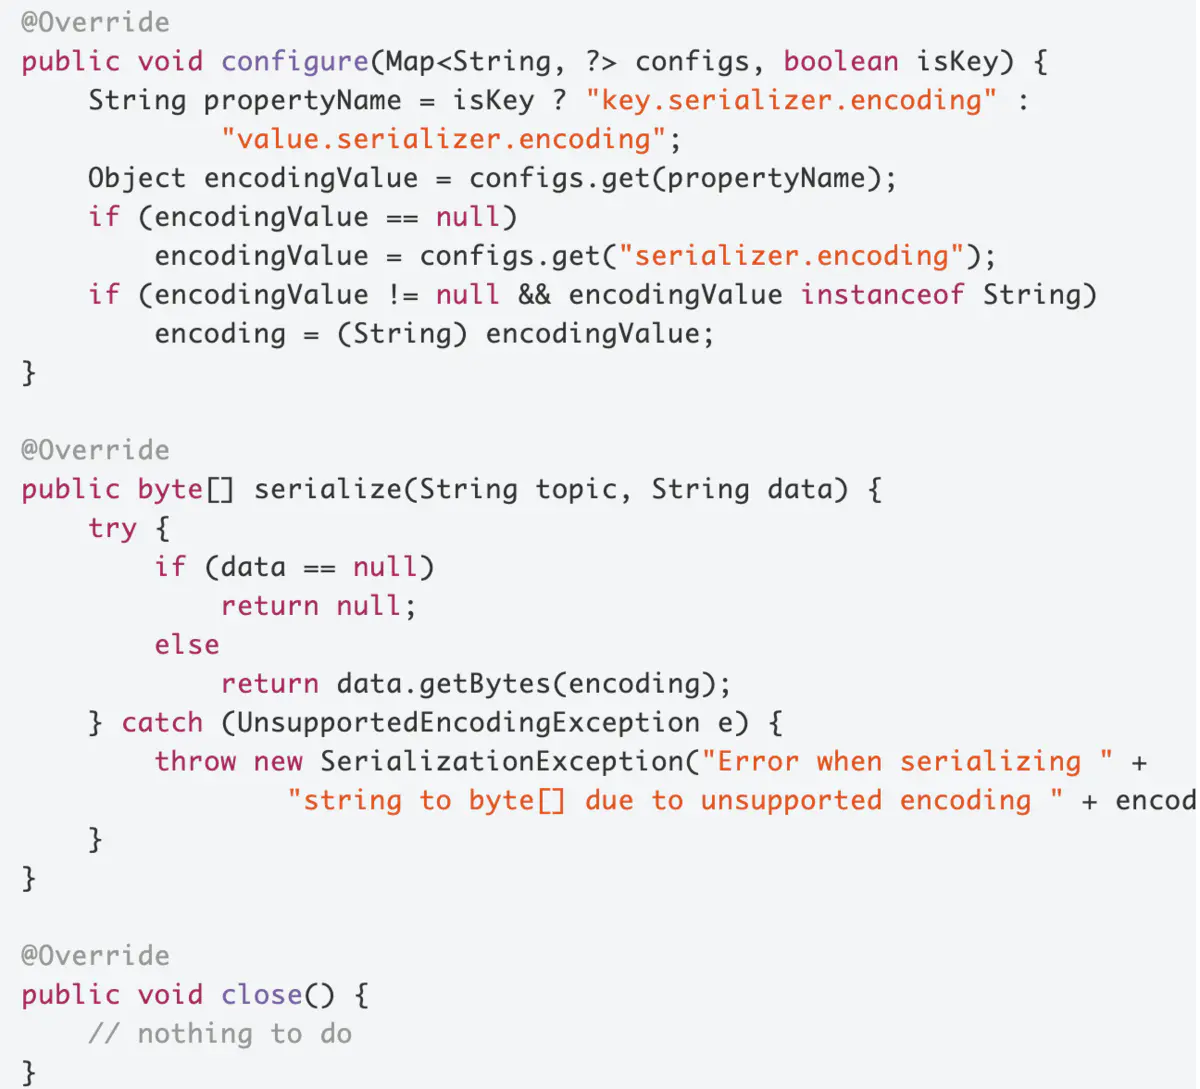 @Override
public void configure(Map<String, ?> configs, boolean isKey) {
    String propertyName = isKey ? "key.serializer.encoding" :
            "value.serializer.encoding";
    Object encodingValue = configs.get(propertyName);
    if (encodingValue == null)
        encodingValue = configs.get("serializer.encoding");
    if (encodingValue != null && encodingValue instanceof String)
        encoding = (String) encodingValue;
}

@Override
public byte[] serialize(String topic, String data) {
    try {
        if (data == null)
            return null;
        else
            return data.getBytes(encoding);
    } catch (UnsupportedEncodingException e) {
        throw new SerializationException("Error when serializing " +
                "string to byte[] due to unsupported encoding " + encod
    }
}

@Override
public void close() {
    // nothing to do
}